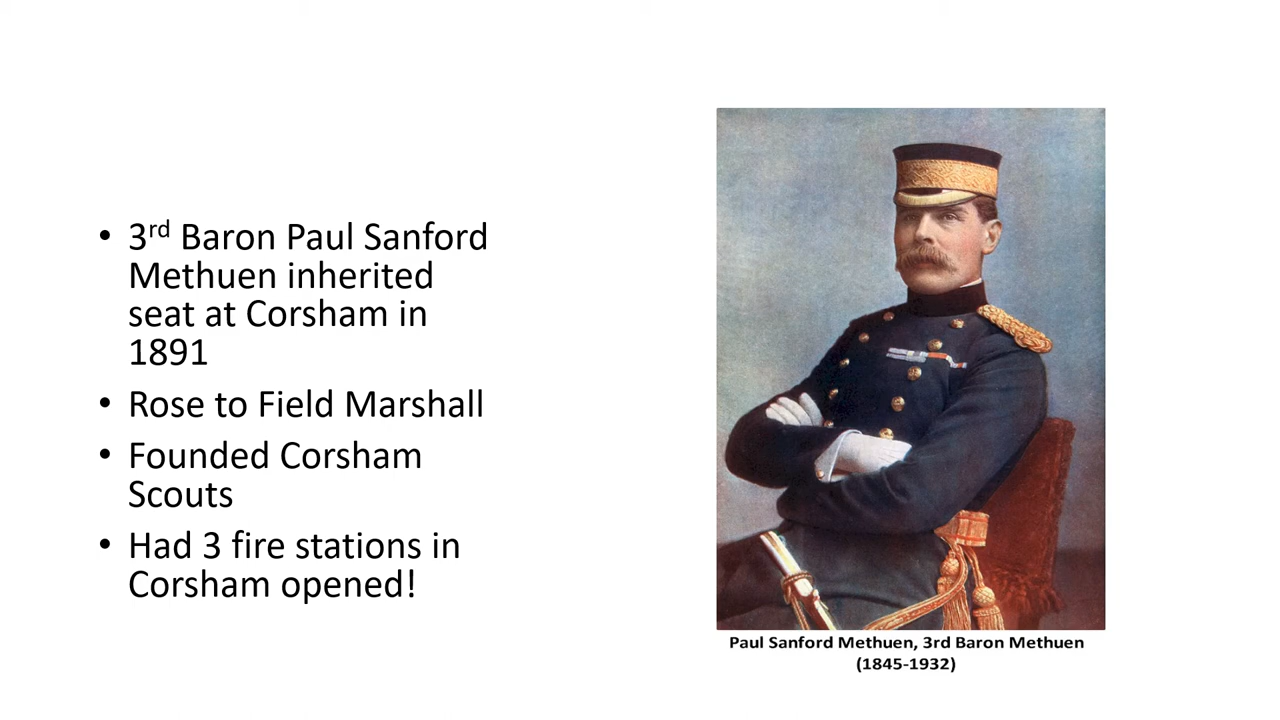 • 3rd Baron Paul Sanford
Methuen inherited
seat at Corsham in
1891
• Rose to Field Marshall
• Founded Corsham
Scouts
• Had 3 fire stations in
Corsham opened!
Paul Sanford Methuen, 3rd Baron Methuen
(1845-1932)